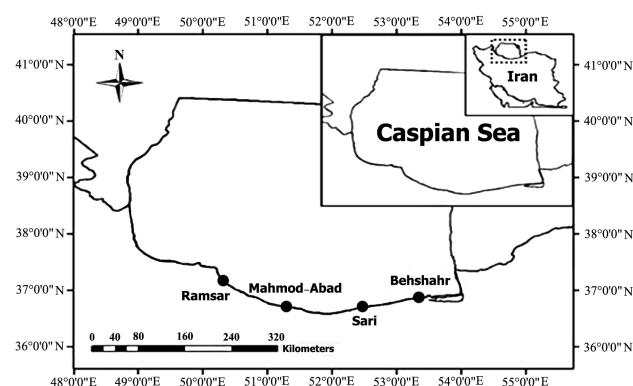 48°0'0"E 49°0'0"E 50°0'0"E 51°0'0"E 52°0'0"E 53°0'0"E 54°0'0"E 55°0'0"E
41°0'0"N 41°0'0"N
40°0'0"N 40°0'0"N
39°0'0"N 39°0'0"N
38°0'0"N 38°0'0"N
37°0'0"N 37°0'0"N
36°0'0"N 36°0'0"N
N
Iran
Caspian Sea
Ramsar
Mahmod-Abad
Sari
Behshahr
0 40 80 160 240 320
Kilometers
48°0'0"E 49°0'0"E 50°0'0"E 51°0'0"E 52°0'0"E 53°0'0"E 54°0'0"E 55°0'0"E